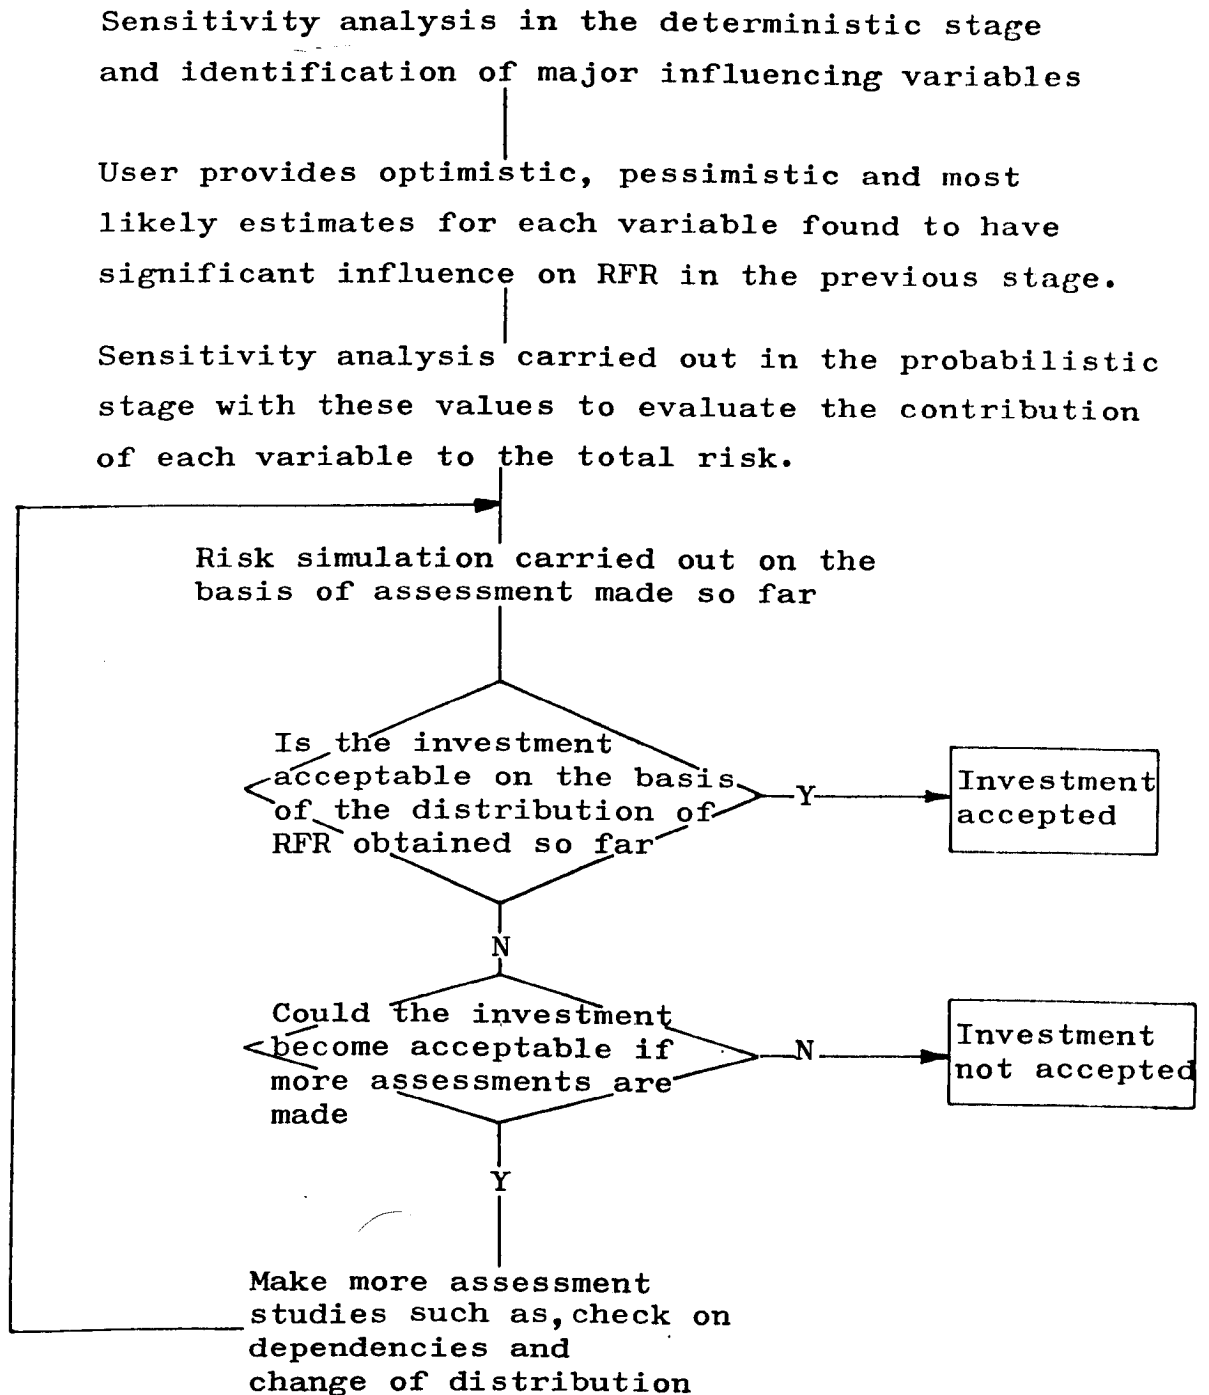 Sensitivity analysis in the deterministic stage
and identification of major influencing variables
User provides optimistic, pessimistic and most
likely estimates for each variable found to have
significant influence on RFR in the previous stage.
Sensitivity analysis carried out in the probabilistic
stage with these values to evaluate the contribution
of each variable to the total risk.
Risk simulation carried out on the
basis of assessment made so far
Is the investment
acceptable on the basis
of the distribution of
RFR obtained so far
Y
Investment
accepted
N
Could the investment
become acceptable if
more assessments are
made
N
Investment
not accepted
Y
Make more assessment
studies such as, check on
dependencies and
change of distribution